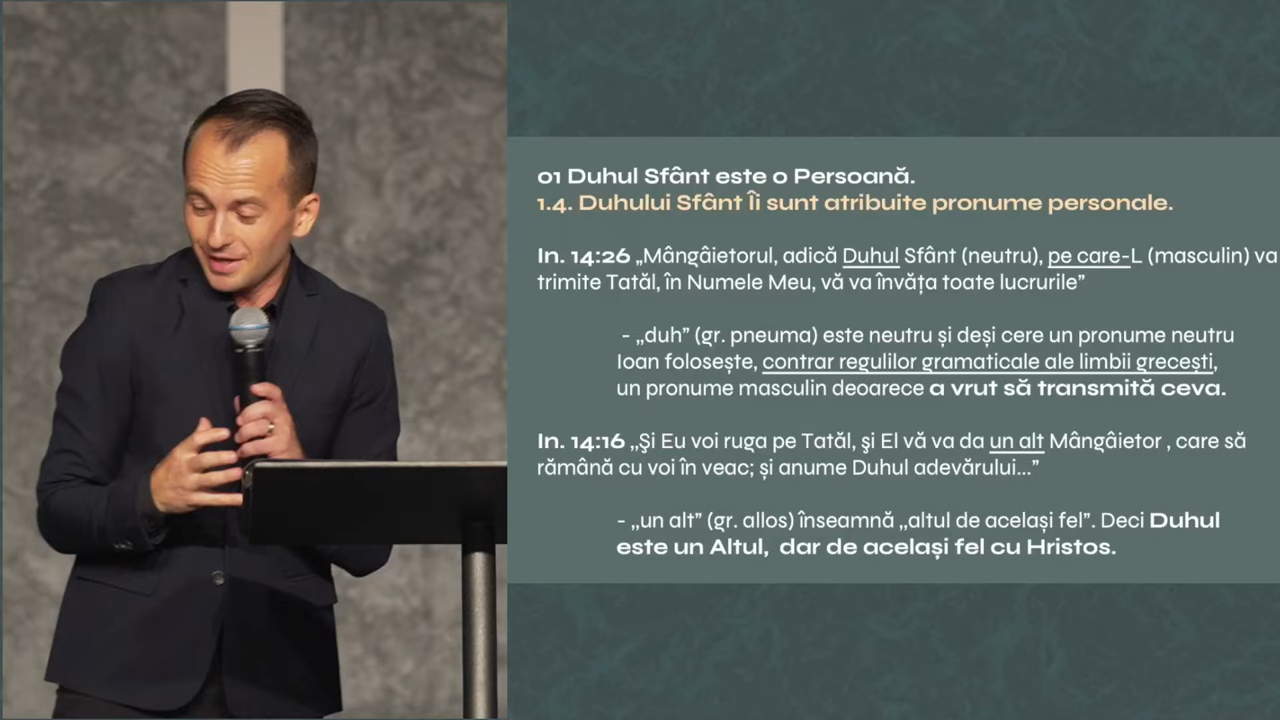 01 Duhul Sfânt este o Persoană.
1.4. Duhului Sfânt Îi sunt atribuite pronume personale.
In. 14:26 „Mângâietorul, adică Duhul Sfânt (neutru), pe care-L (masculin) va
trimite Tatăl, în Numele Meu, vă va învăța toate lucrurile”
- „duh” (gr. pneuma) este neutru și deși cere un pronume neutru
Ioan folosește, contrar regulilor gramaticale ale limbii grecești,
un pronume masculin deoarece a vrut să transmită ceva.
In. 14:16 „Şi Eu voi ruga pe Tatăl, şi El vă va da un alt Mângâietor , care să
rămână cu voi în veac; și anume Duhul adevărului...”
- „un alt” (gr. allos) înseamnă „altul de același fel”. Deci Duhul
este un Altul, dar de același fel cu Hristos.